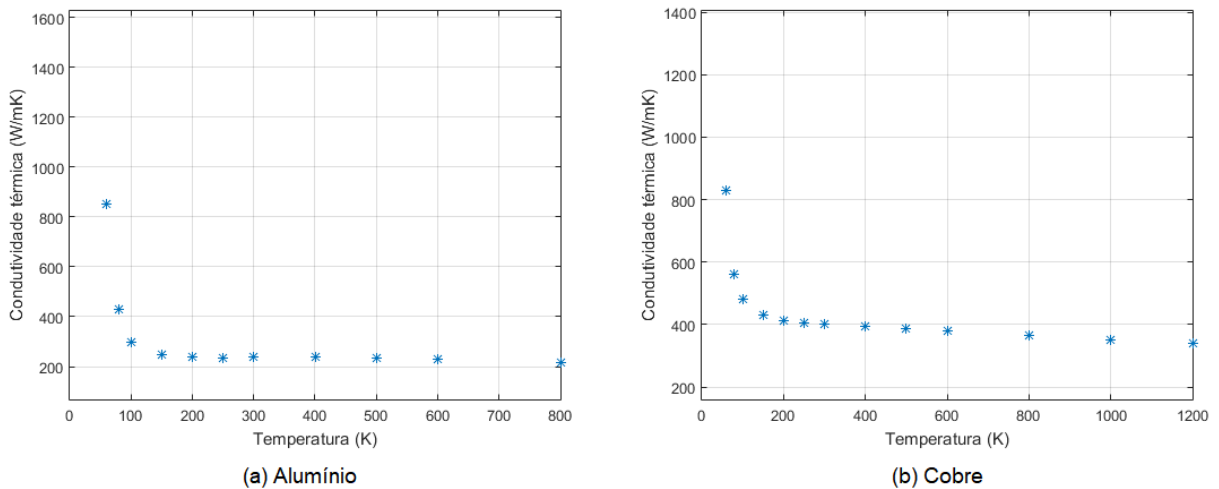 Condutividade térmica (W/mK)
1600
1400
1200
1000
800
600
400
200
0 100 200 300 400 500 600 700 800
Temperatura (K)
(a) Alumínio
Condutividade térmica (W/mK)
1400
1200
1000
800
600
400
200
0 200 400 600 800 1000 1200
Temperatura (K)
(b) Cobre